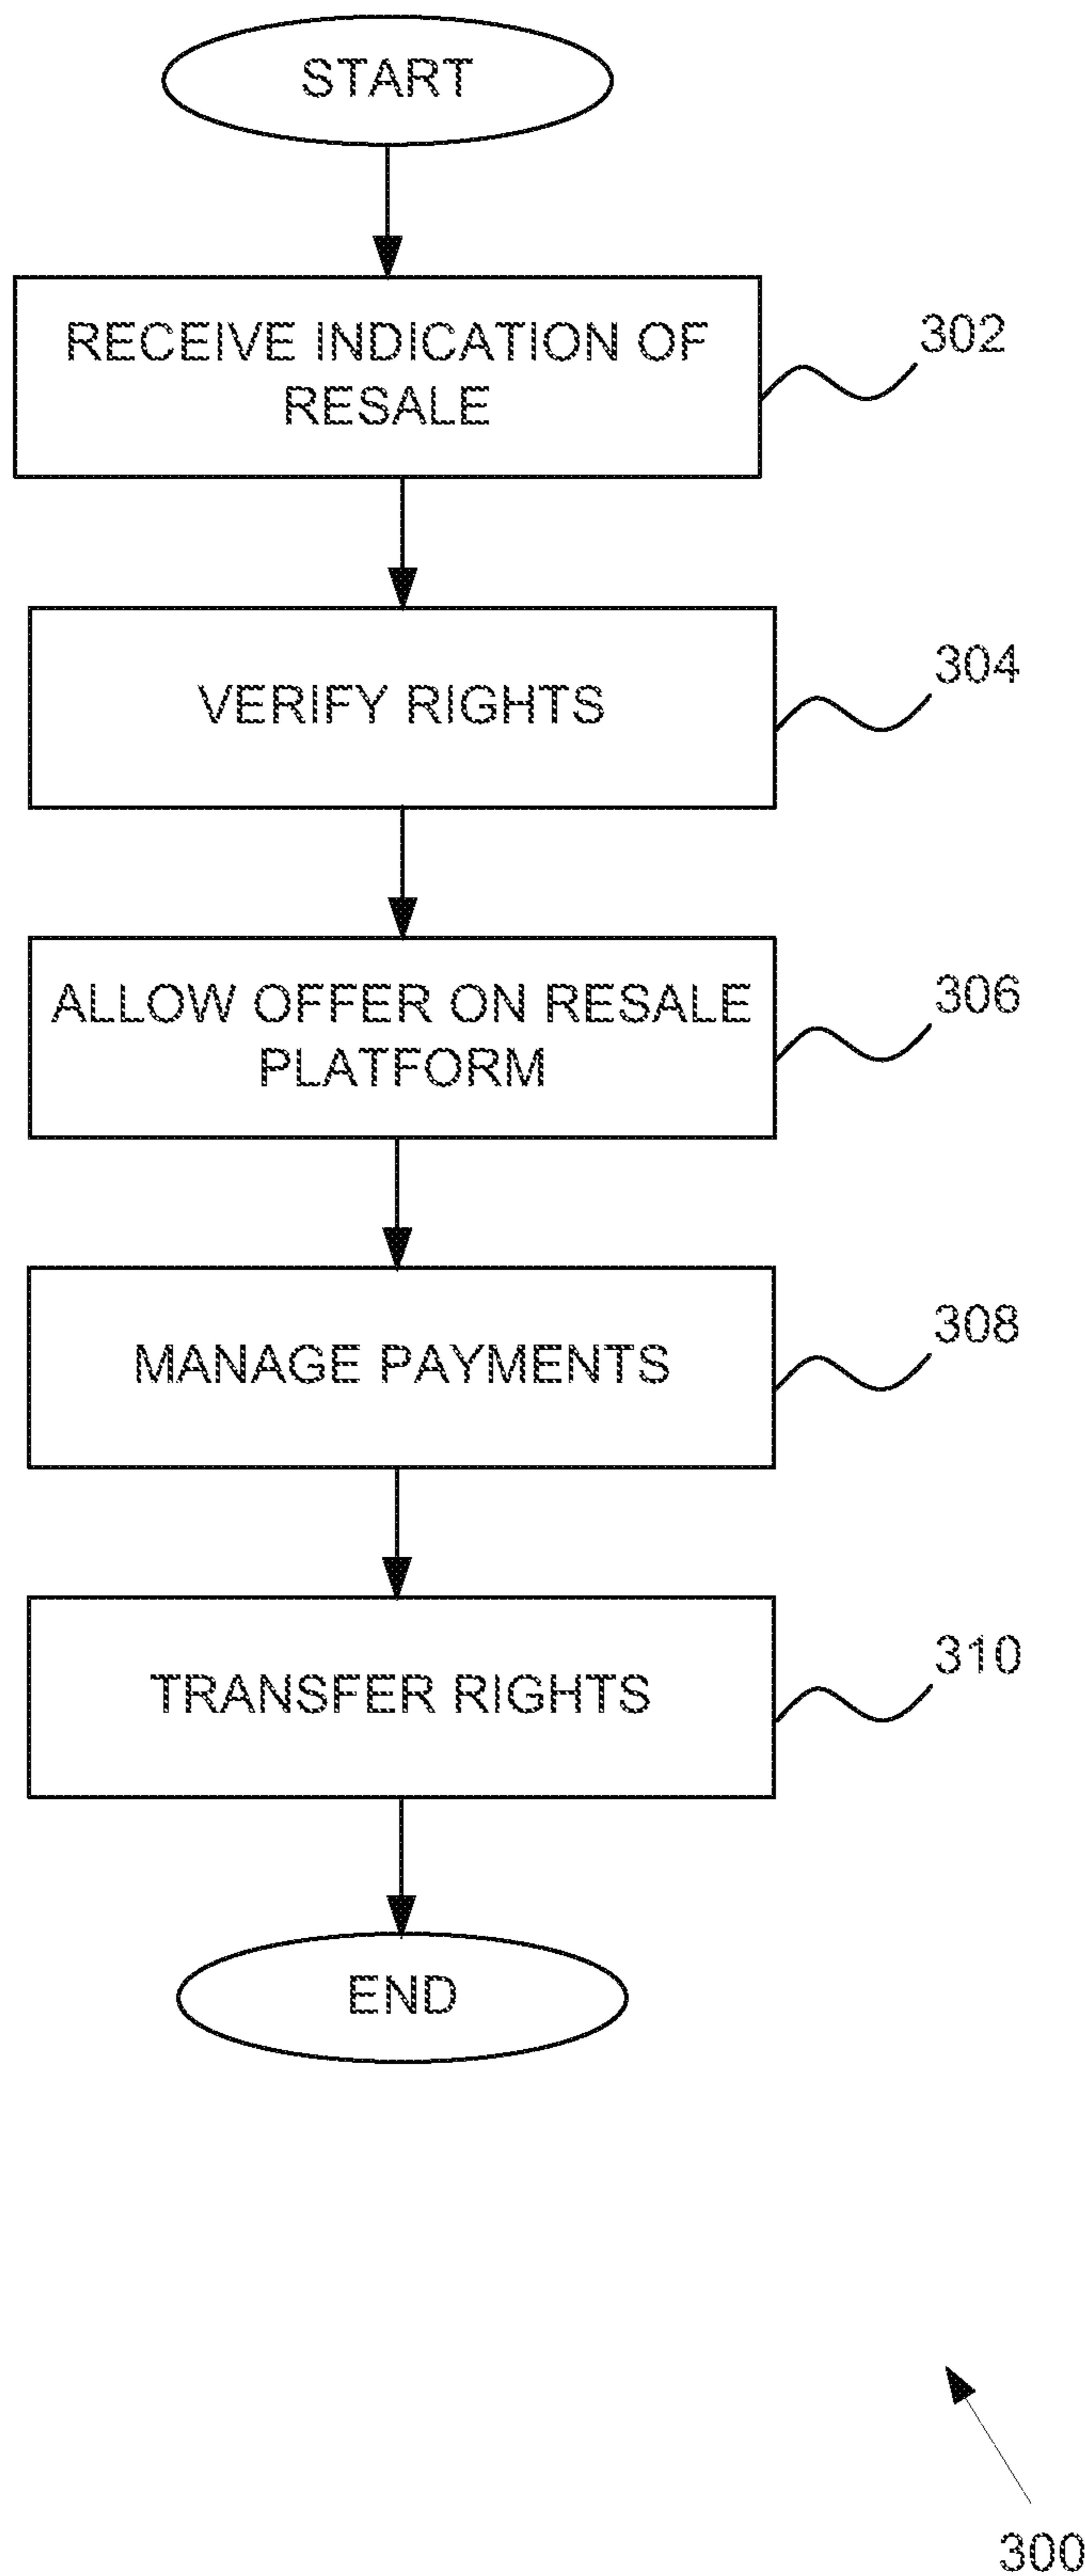 START
RECEIVE INDICATION OF
RESALE
302
VERIFY RIGHTS
304
ALLOW OFFER ON RESALE
PLATFORM
306
MANAGE PAYMENTS
308
TRANSFER RIGHTS
310
END
300